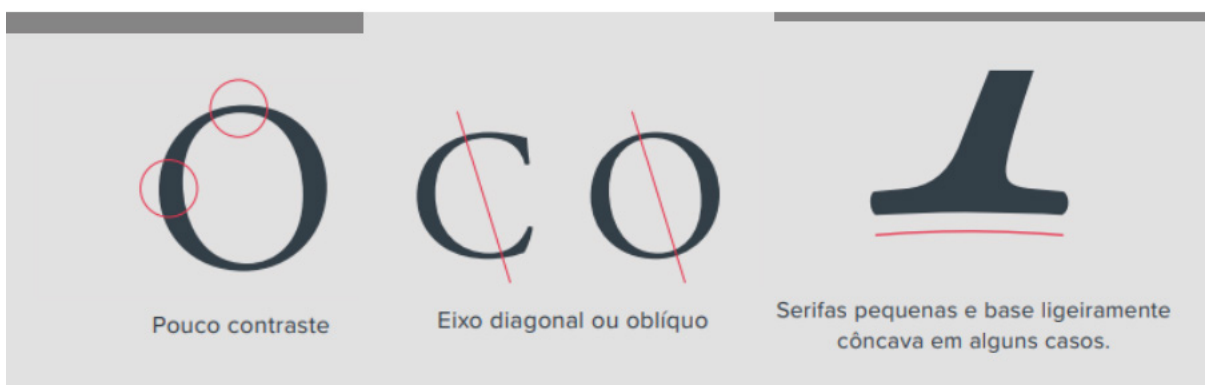 O
C O
Pouco contraste
Eixo diagonal ou oblíquo
Serifas pequenas e base ligeiramente
côncava em alguns casos.